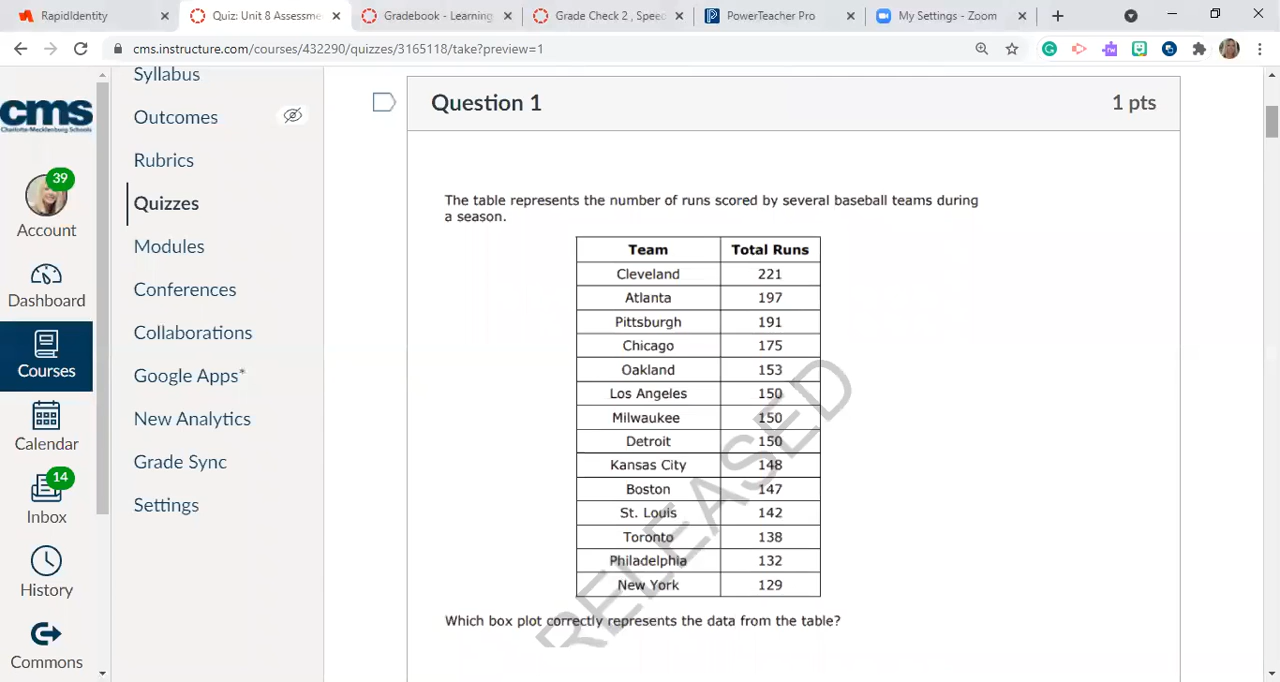 RapidIdentity
Quiz: Unit 8 Assessme
Gradebook - Learning
Grade Check 2 , Spee
PowerTeacher Pro
My Settings - Zoom
cms.instructure.com/courses/432290/quizzes/3165118/take?preview=1
cms
Charlotte-Mecklenburg Schools
39
Account
Dashboard
Courses
Calendar
14
Inbox
History
Commons
Syllabus
Outcomes
Rubrics
Quizzes
Modules
Conferences
Collaborations
Google Apps*
New Analytics
Grade Sync
Settings
Question 1 1 pts
The table represents the number of runs scored by several baseball teams during
a season.
Team Total Runs
Cleveland 221
Atlanta 197
Pittsburgh 191
Chicago 175
Oakland 153
Los Angeles 150
Milwaukee 150
Detroit 150
Kansas City 148
Boston 147
St. Louis 142
Toronto 138
Philadelphia 132
New York 129
RELEASED
Which box plot correctly represents the data from the table?